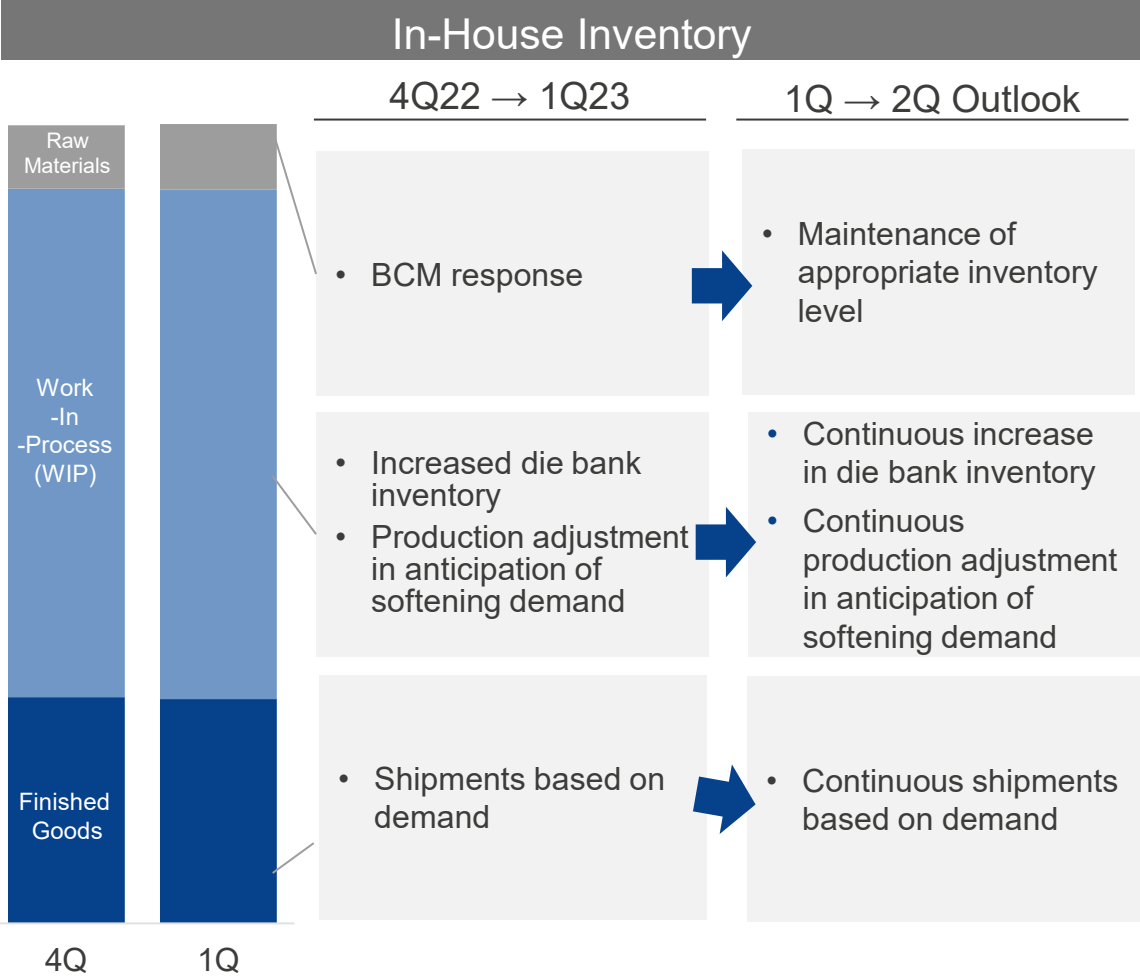 In-House Inventory
4Q22 → 1Q23
1Q → 2Q Outlook
Raw
Materials
Work
-In
-Process
(WIP)
Finished
Goods
4Q
1Q
• BCM response
• Maintenance of
appropriate inventory
level
• Increased die bank
inventory
• Production adjustment
in anticipation of
softening demand
• Continuous increase
in die bank inventory
• Continuous
production adjustment
in anticipation of
softening demand
• Shipments based on
demand
• Continuous shipments
based on demand